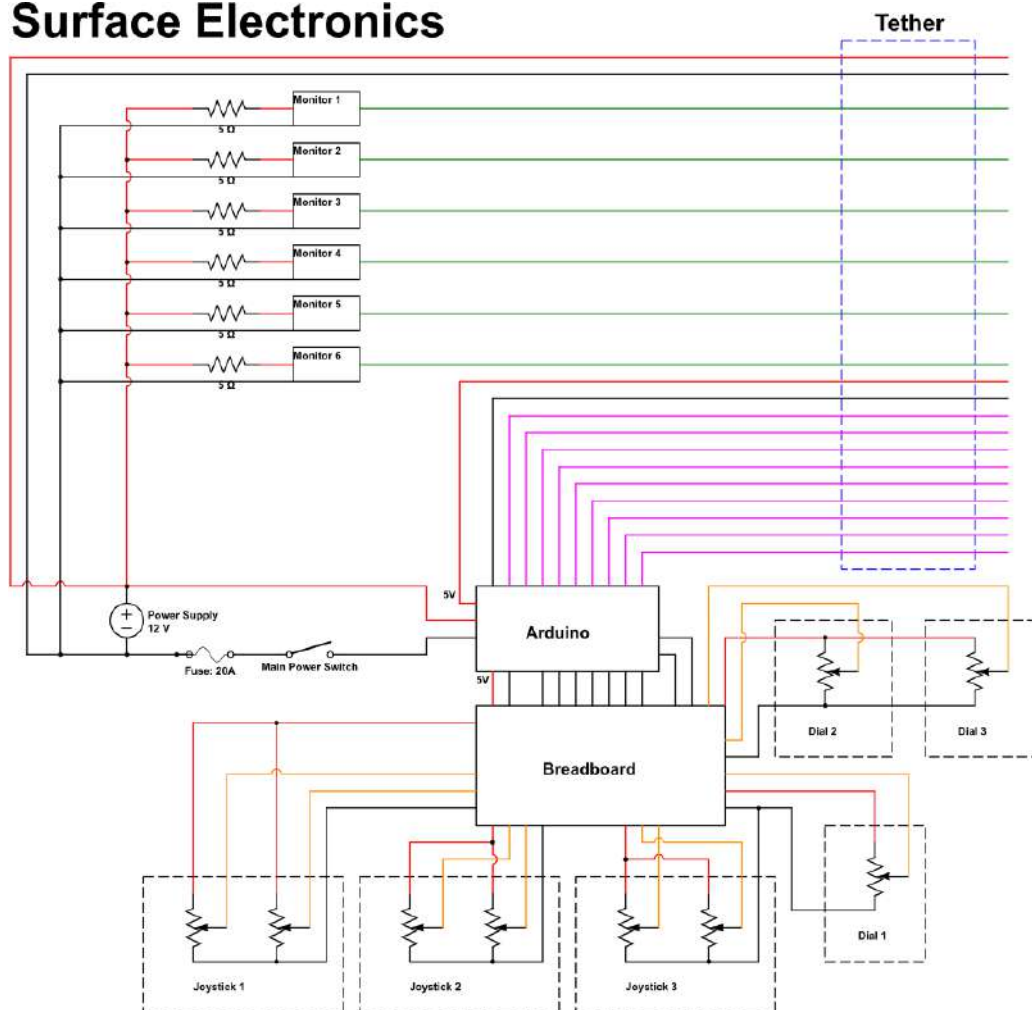 Surface Electronics
Tether
Monitor 1
5 Ω
Monitor 2
5 Ω
Monitor 3
5 Ω
Monitor 4
5 Ω
Monitor 5
5 Ω
Monitor 6
5 Ω
5V
Power Supply
12 V
Arduino
Fuse: 20A
Main Power Switch
5V
Dial 2
Dial 3
Breadboard
Dial 1
Joystick 1
Joystick 2
Joystick 3